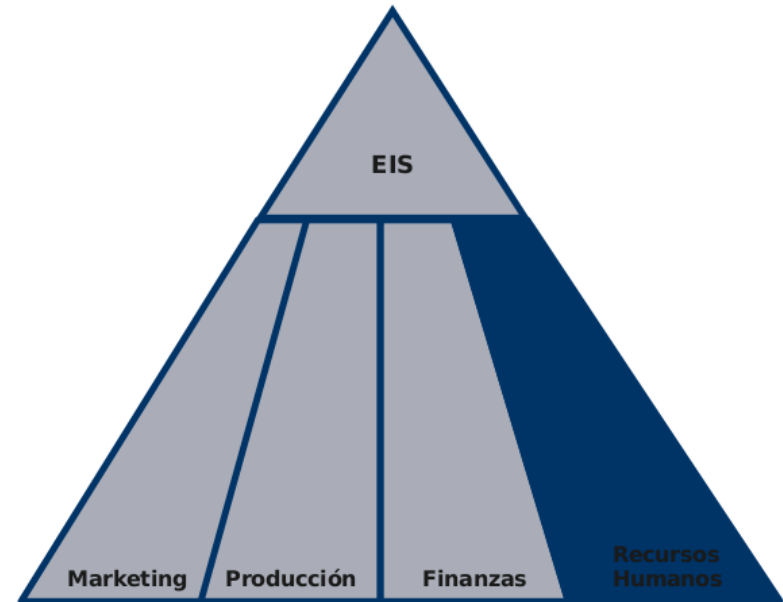 EIS
Marketing
Producción
Finanzas
Recursos
Humanos